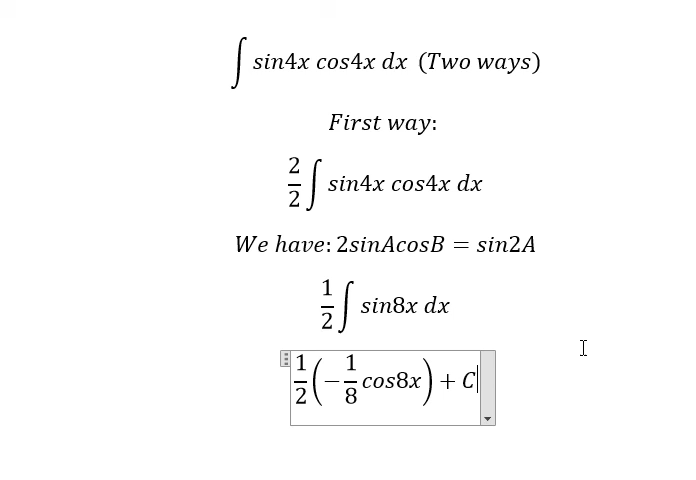 ∫ sin4x cos4x dx (Two ways)
First way:
2/2 ∫ sin4x cos4x dx
We have: 2sinAcosB = sin2A
1/2 ∫ sin8x dx
1/2 (−1/8 cos8x) + C